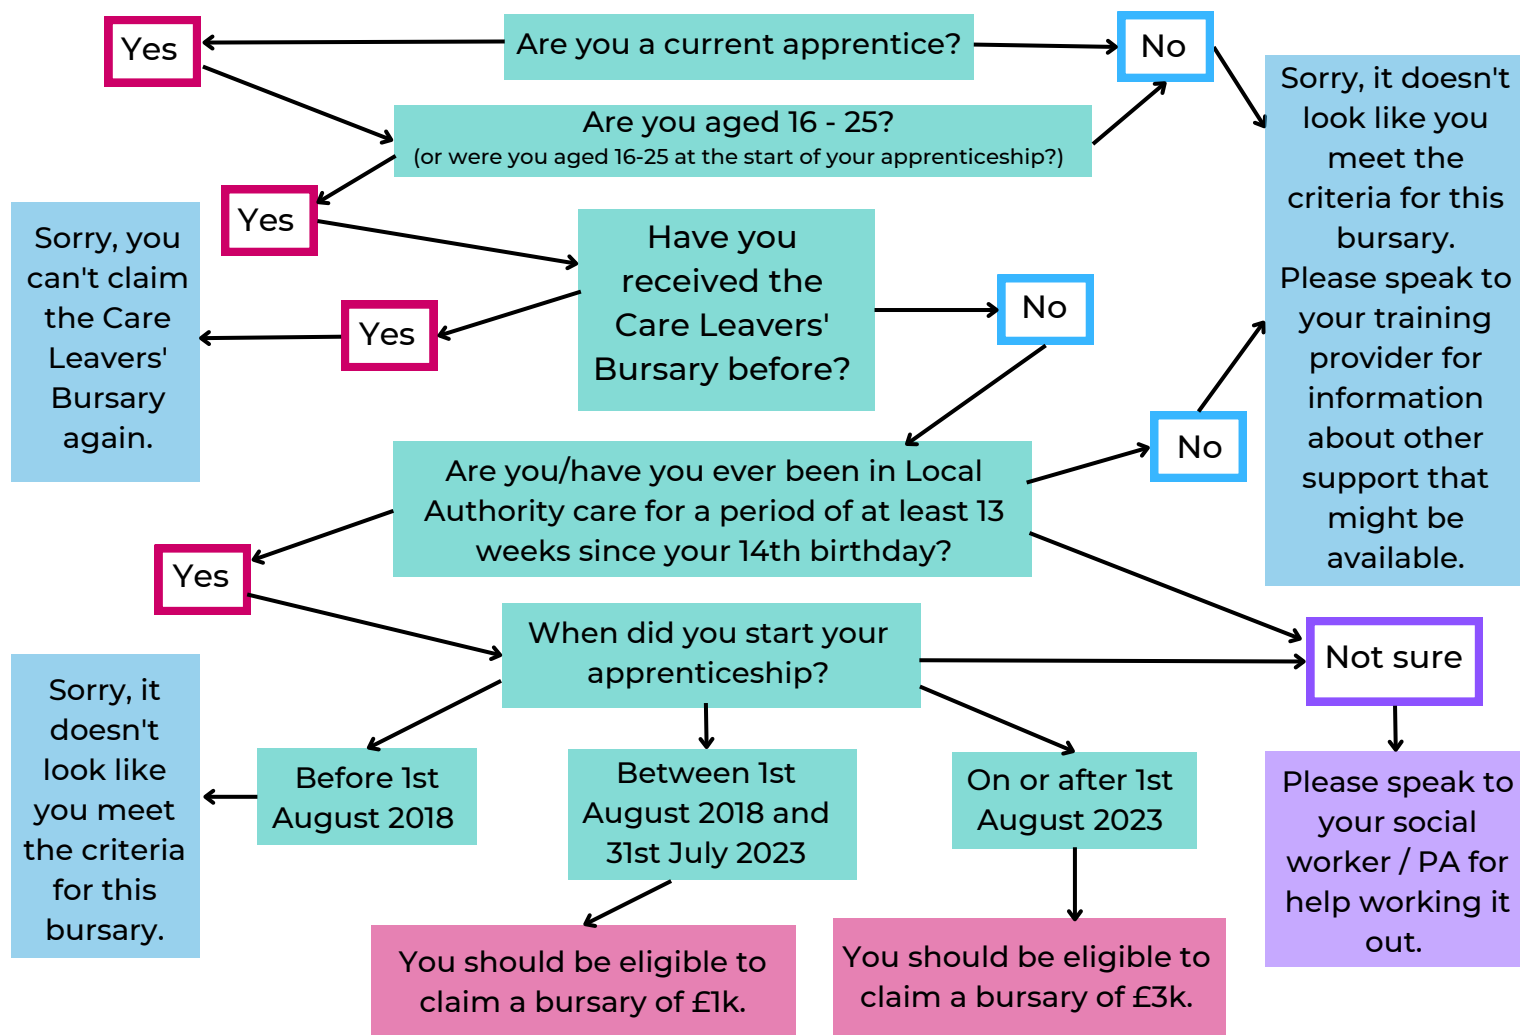 Yes
Are you a current apprentice?
No
Are you aged 16 - 25?
(or were you aged 16-25 at the start of your apprenticeship?)
Yes
Have you
received the
Care Leavers'
Bursary before?
Yes
No
Sorry, you
can't claim
the Care
Leavers'
Bursary
again.
Sorry, it doesn't
look like you
meet the
criteria for this
bursary.
Please speak to
your training
provider for
information
about other
support that
might be
available.
Are you/have you ever been in Local
Authority care for a period of at least 13
weeks since your 14th birthday?
No
Yes
When did you start your
apprenticeship?
Not sure
Before 1st
August 2018
Between 1st
August 2018 and
31st July 2023
On or after 1st
August 2023
Sorry, it
doesn't
look like
you meet
the criteria
for this
bursary.
Please speak to
your social
worker / PA for
help working it
out.
You should be eligible to
claim a bursary of £1k.
You should be eligible to
claim a bursary of £3k.